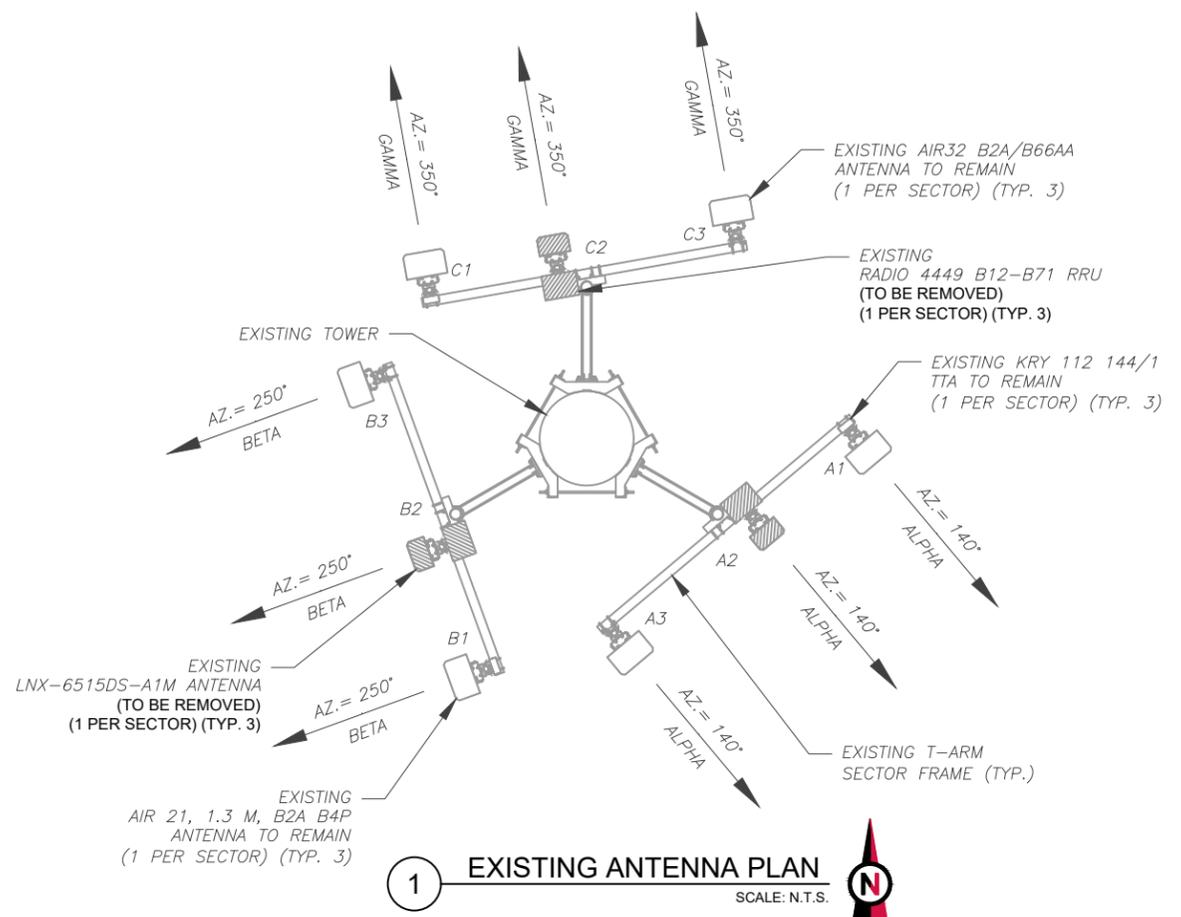 AZ.= 350°
GAMMA
AZ.= 350°
GAMMA
AZ.= 350°
GAMMA
EXISTING AIR32 B2A/B66AA
ANTENNA TO REMAIN
(1 PER SECTOR) (TYP. 3)
C1
C2
C3
EXISTING
RADIO 4449 B12-B71 RRU
(TO BE REMOVED)
(1 PER SECTOR) (TYP. 3)
EXISTING TOWER
EXISTING KRY 112 144/1
TTA TO REMAIN
(1 PER SECTOR) (TYP. 3)
AZ.= 250°
BETA
B3
A1
B2
A2
AZ.= 140°
ALPHA
AZ.= 250°
BETA
AZ.= 140°
ALPHA
B1
A3
EXISTING
LNX-6515DS-A1M ANTENNA
(TO BE REMOVED)
(1 PER SECTOR) (TYP. 3)
AZ.= 250°
BETA
AZ.= 140°
ALPHA
EXISTING T-ARM
SECTOR FRAME (TYP.)
EXISTING
AIR 21, 1.3 M, B2A B4P
ANTENNA TO REMAIN
(1 PER SECTOR) (TYP. 3)
1
EXISTING ANTENNA PLAN
SCALE: N.T.S.
N